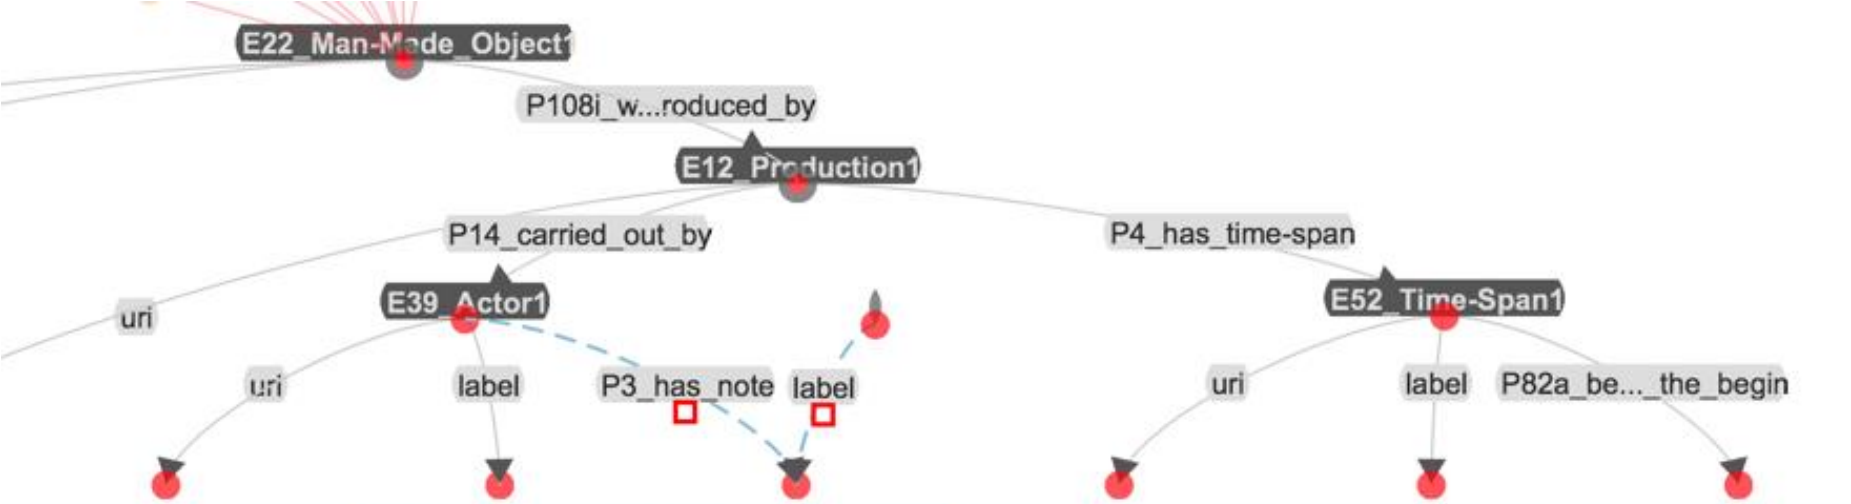 E22_Man-Made_Object1
P108i_w...roduced_by
E12_Production1
P14_carried_out_by
P4_has_time-span
E39_Actor1
E52_Time-Span1
uri
uri
label
P3_has_note
label
uri
label
P82a_be..._the_begin